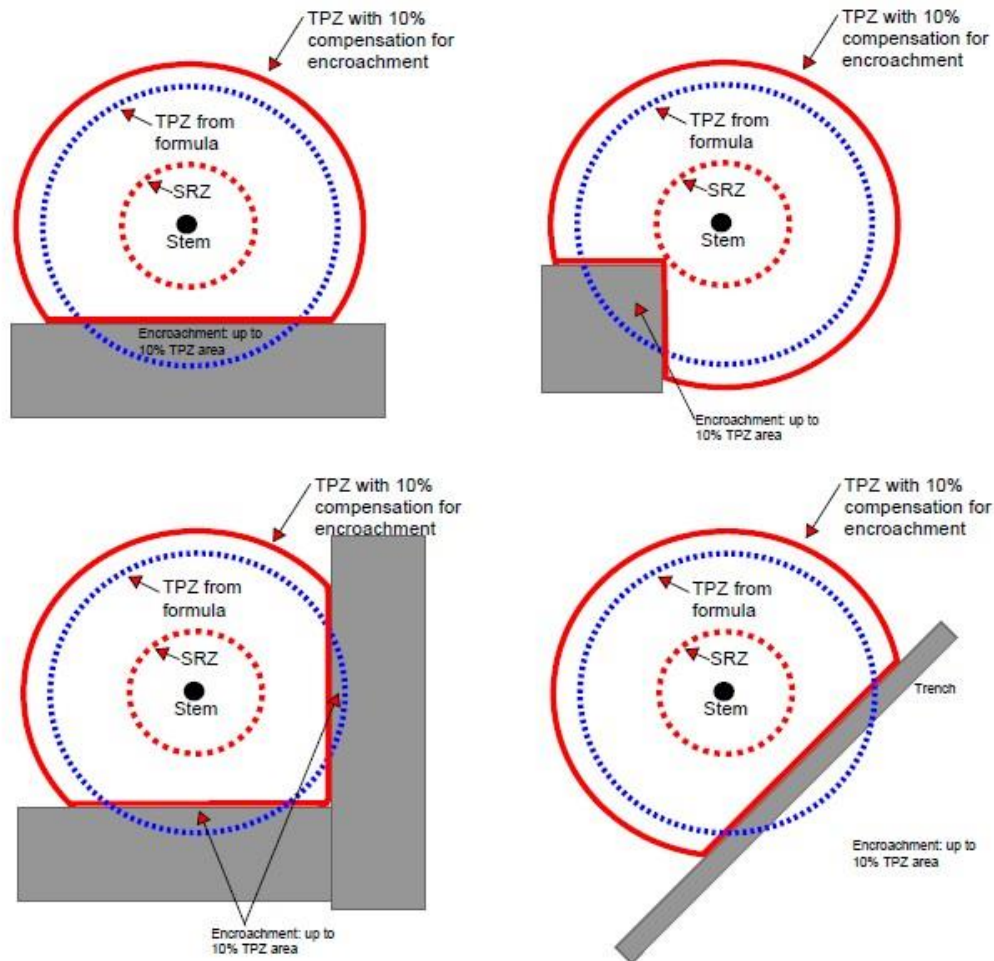 TPZ with 10%
compensation for
encroachment
TPZ from
formula
SRZ
Stem
Encroachment: up to
10% TPZ area
TPZ with 10%
compensation for
encroachment
TPZ from
formula
SRZ
Stem
Encroachment: up to
10% TPZ area
TPZ with 10%
compensation for
encroachment
TPZ from
formula
SRZ
Stem
Encroachment: up to
10% TPZ area
TPZ with 10%
compensation for
encroachment
TPZ from
formula
SRZ
Stem
Trench
Encroachment: up to
10% TPZ area